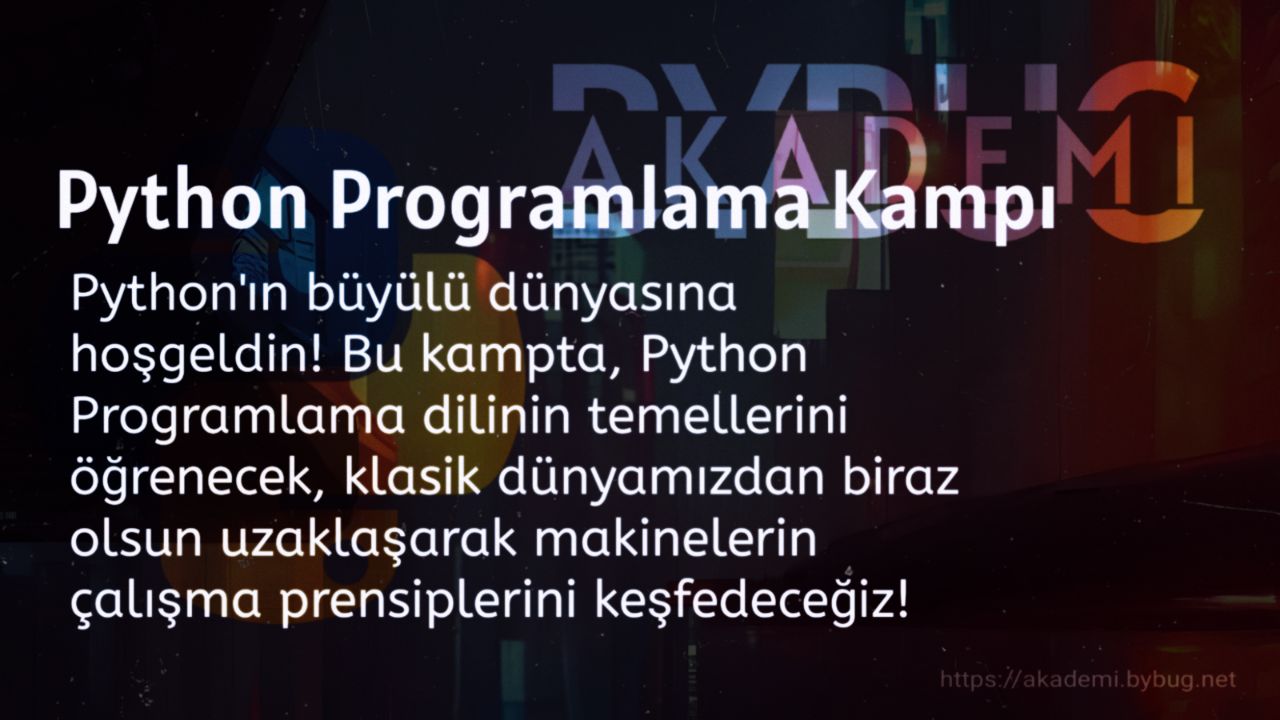 BYBUG
AKADEMI
Python Programlama Kampı
Python'ın büyülü dünyasına
hoşgeldin! Bu kampta, Python
Programlama dilinin temellerini
öğrenecek, klasik dünyamızdan biraz
olsun uzaklaşarak makinelerin
çalışma prensiplerini keşfedeceğiz!
https://akademi.bybug.net